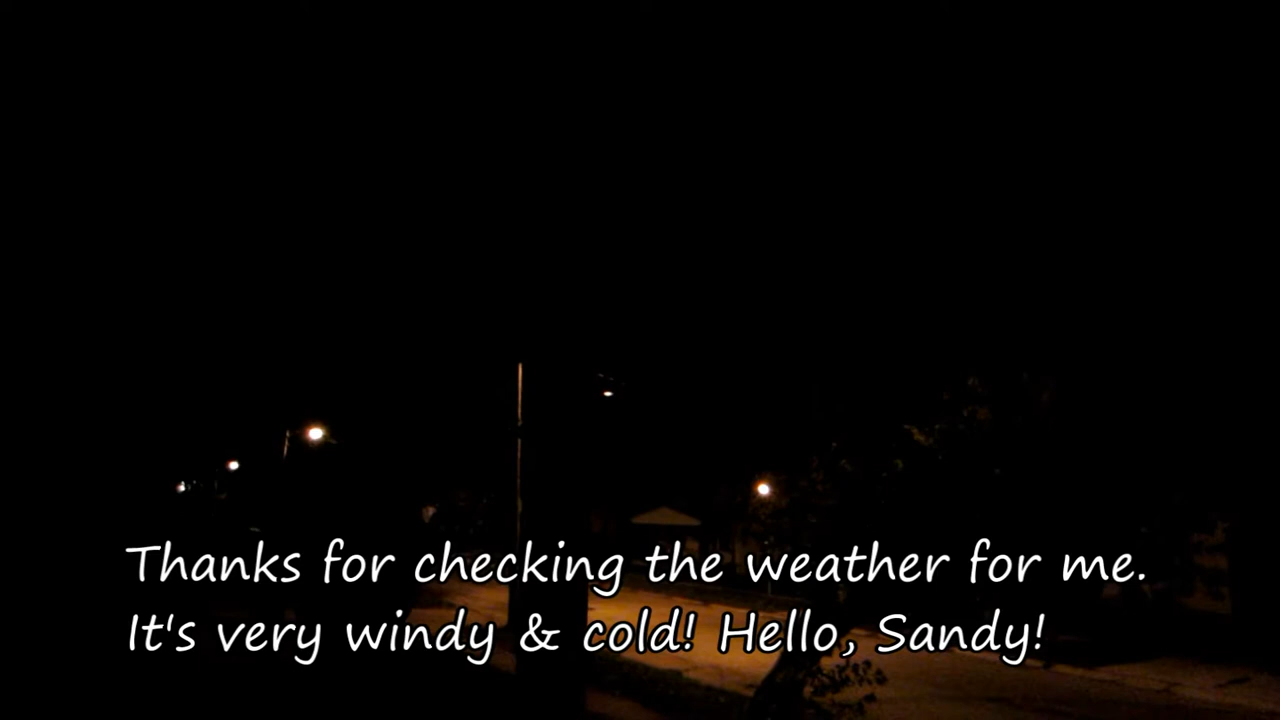 Thanks for checking the weather for me.
It's very windy & cold! Hello, Sandy!